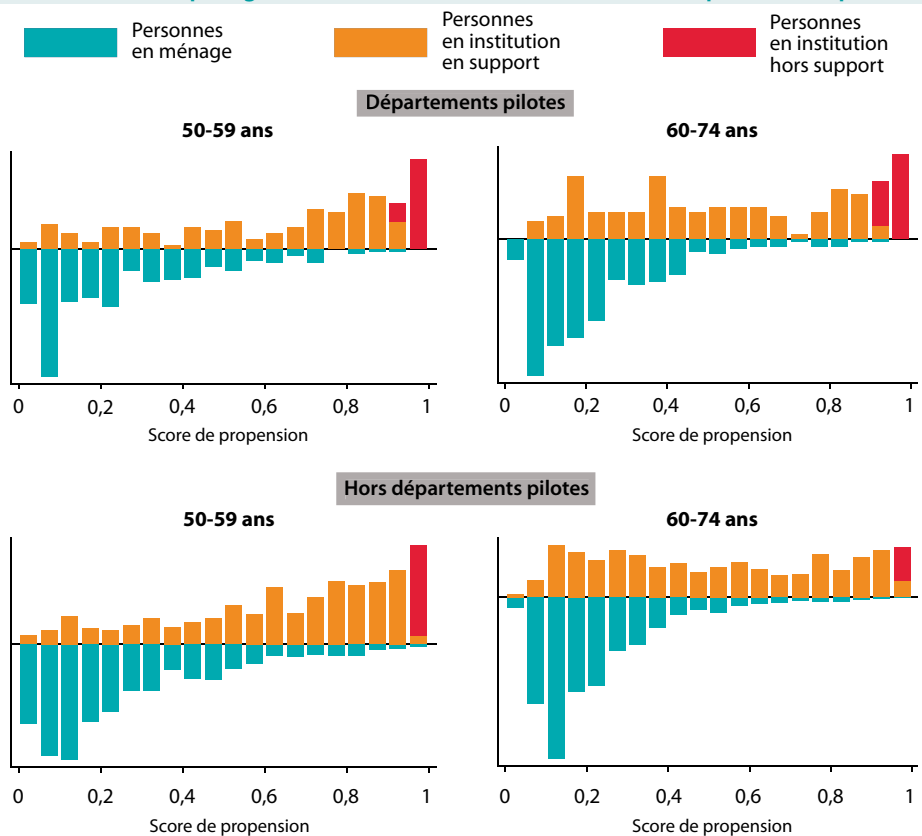 Personnes
en ménage
Personnes
en institution
en support
Personnes
en institution
hors support
Départements pilotes
50-59 ans
60-74 ans
0 0,2 0,4 0,6 0,8 1
0 0,2 0,4 0,6 0,8 1
Score de propension
Score de propension
Hors départements pilotes
50-59 ans
60-74 ans
0 0,2 0,4 0,6 0,8 1
0 0,2 0,4 0,6 0,8 1
Score de propension
Score de propension